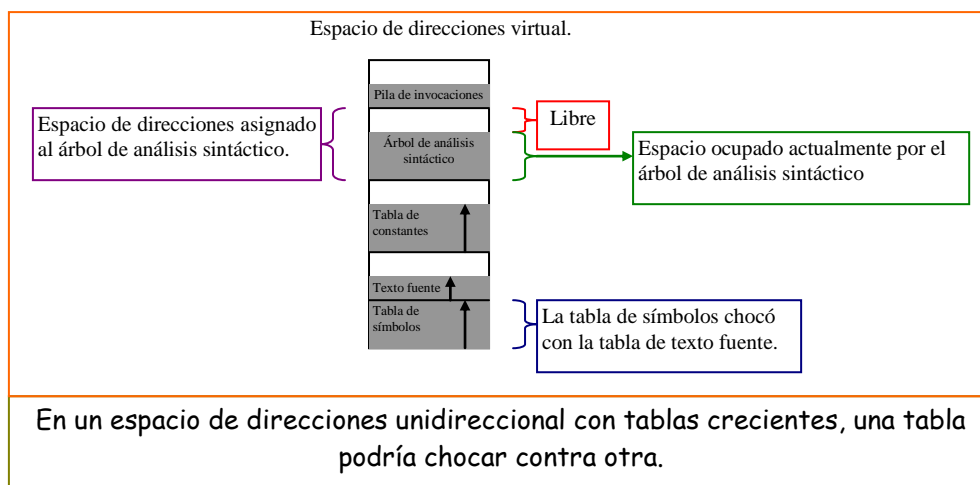 Espacio de direcciones virtual.
Pila de invocaciones
Libre
Espacio de direcciones asignado
al árbol de análisis sintáctico.
Árbol de análisis
sintáctico
Espacio ocupado actualmente por el
árbol de análisis sintáctico
Tabla de
constantes
Texto fuente
Tabla de
símbolos
La tabla de símbolos chocó
con la tabla de texto fuente.
En un espacio de direcciones unidireccional con tablas crecientes, una tabla
podría chocar contra otra.